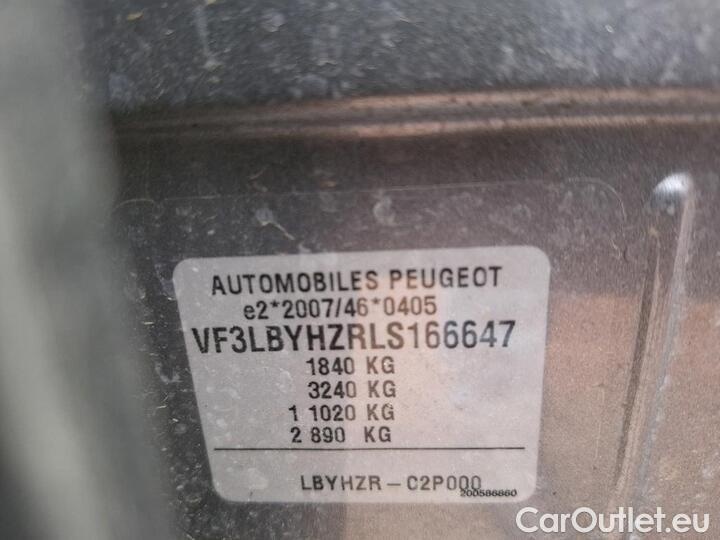 AUTOMOBILES PEUGEOT
e2*2007/46*0405
VF3LBYHZRLS166647
1840 KG
3240 KG
1 1020 KG
2 890 KG
LBYHZR – C2P000
200586860
CarOutlet.eu